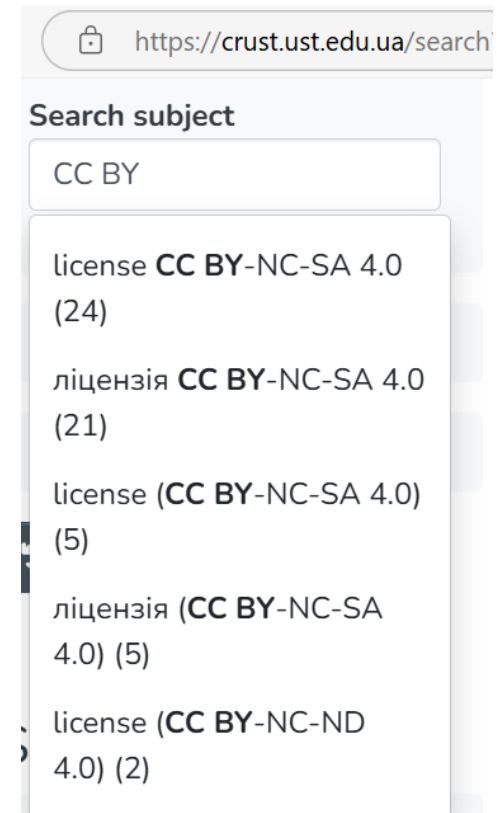 https://crust.ust.edu.ua/search
Search subject
CC BY
license CC BY-NC-SA 4.0
(24)
ліцензія CC BY-NC-SA 4.0
(21)
license (CC BY-NC-SA 4.0)
(5)
ліцензія (CC BY-NC-SA
4.0) (5)
license (CC BY-NC-ND
4.0) (2)